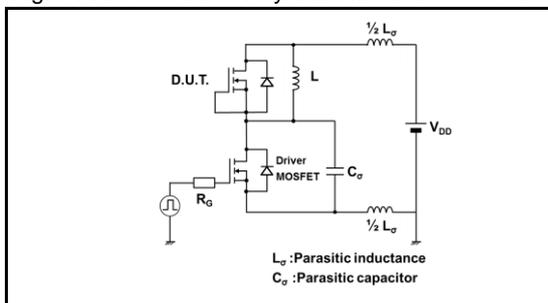 ½ Lσ
D.U.T.
L
VDD
Driver
MOSFET
Cσ
RG
½ Lσ
Lσ :Parasitic inductance
Cσ :Parasitic capacitor